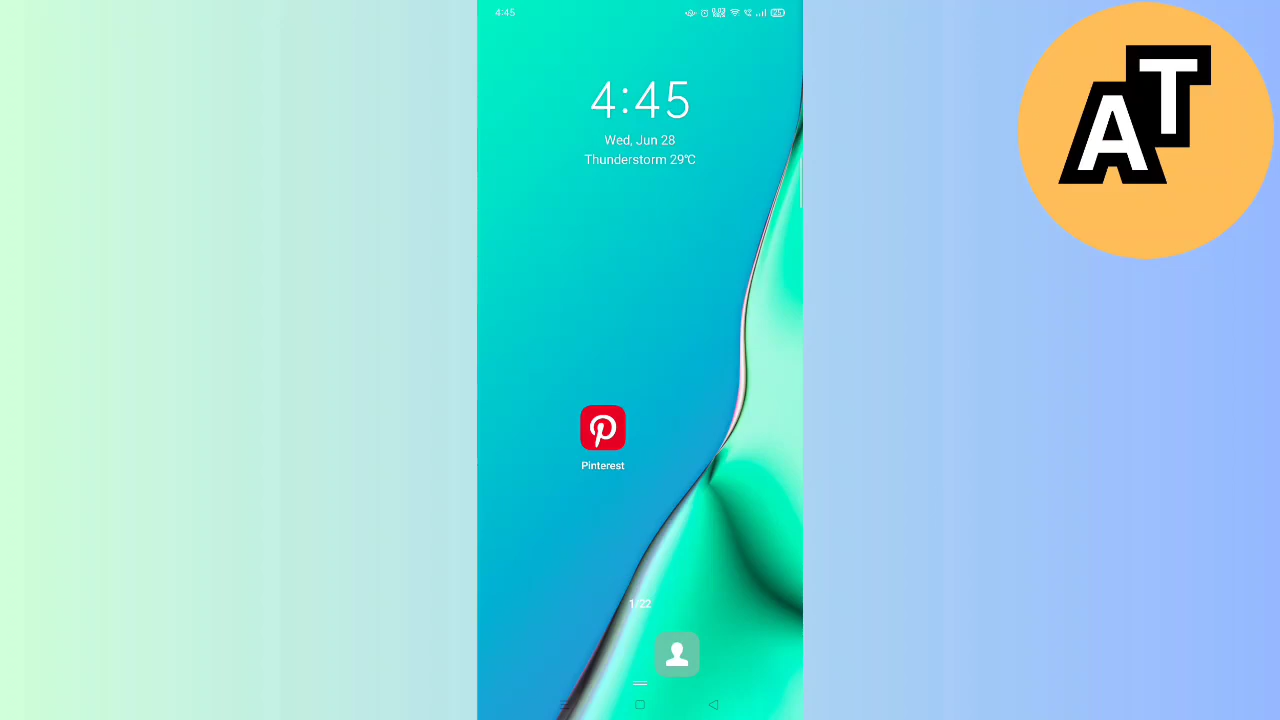 4:45
4:45
Wed, Jun 28
Thunderstorm 29℃
Pinterest
1/22
AT